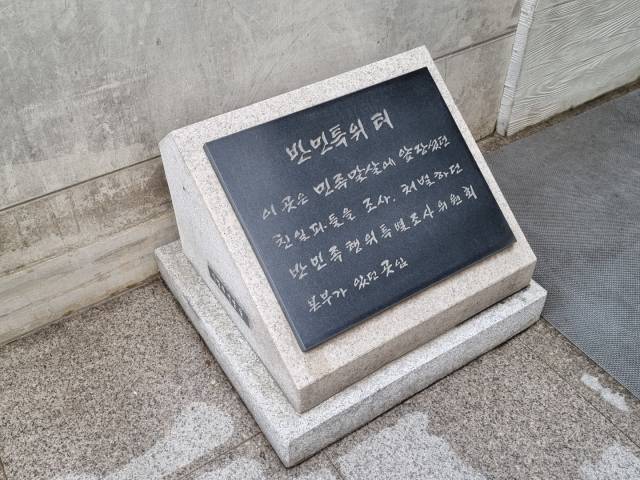 반민특위 터
이 곳은 민족말살에 앞장섰던
친일파들을 조사, 처벌하던
반민족행위특별조사위원회
본부가 있던 곳임